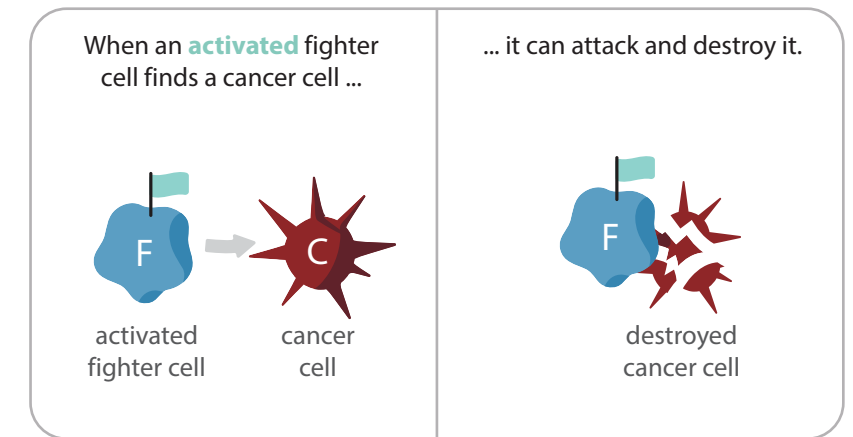 When an activated fighter
cell finds a cancer cell ...
F
C
activated
fighter cell
cancer
cell
... it can attack and destroy it.
F
destroyed
cancer cell